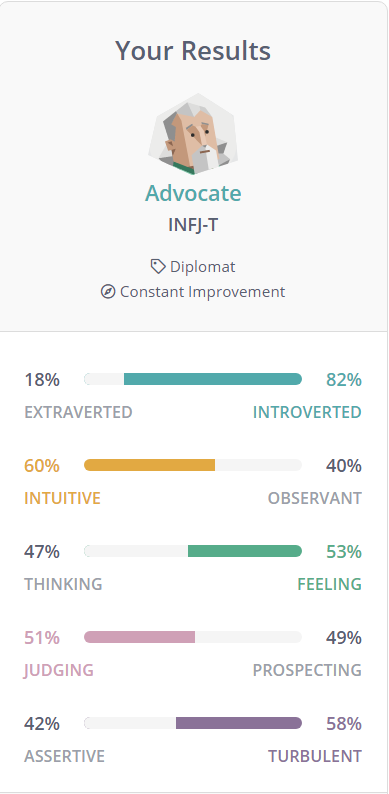 Your Results
Advocate
INFJ-T
Diplomat
Constant Improvement
18% 82%
EXTRAVERTED INTROVERTED
60% 40%
INTUITIVE OBSERVANT
47% 53%
THINKING FEELING
51% 49%
JUDGING PROSPECTING
42% 58%
ASSERTIVE TURBULENT